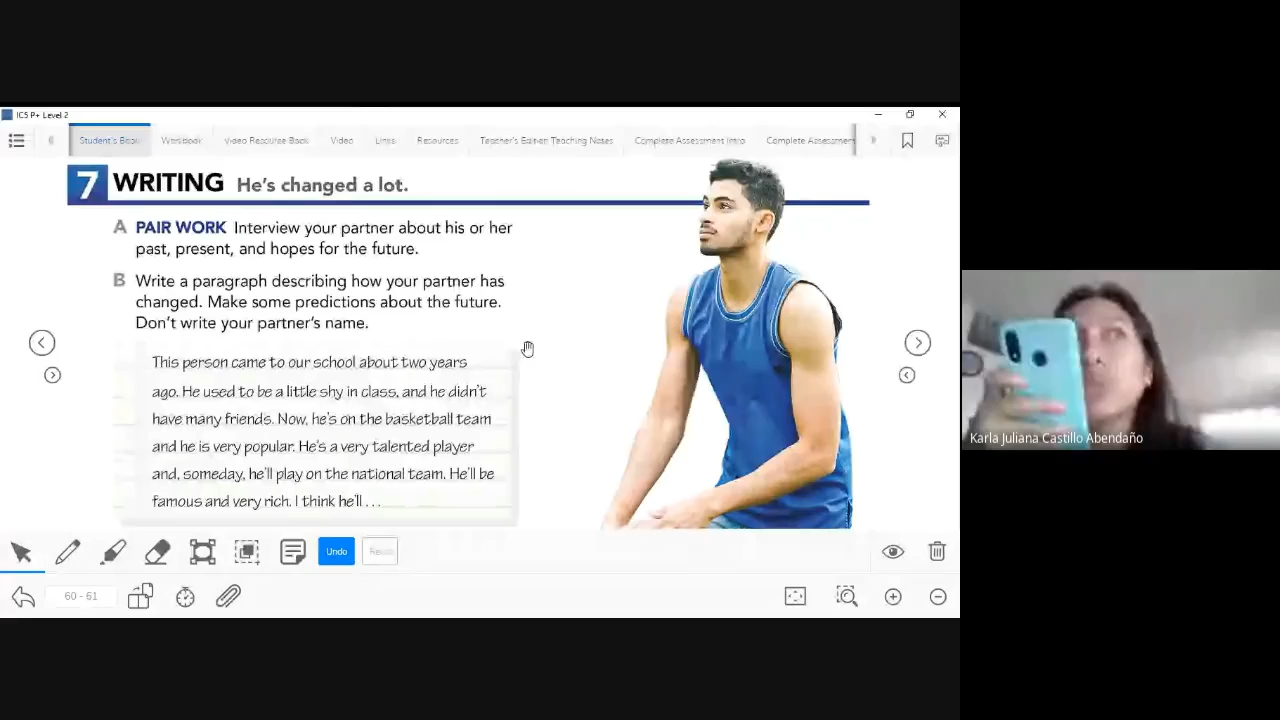 IC5 P+ Level 2
Student's Book Workbook Video Resource Book Video Links Resources Teacher's Edition Teaching Notes Complete Assessment Intro Complete Assessment
7 WRITING He's changed a lot.
A PAIR WORK Interview your partner about his or her
past, present, and hopes for the future.
B Write a paragraph describing how your partner has
changed. Make some predictions about the future.
Don't write your partner's name.
This person came to our school about two years
ago. He used to be a little shy in class, and he didn't
have many friends. Now, he's on the basketball team
and he is very popular. He's a very talented player
and, someday, he'll play on the national team. He'll be
famous and very rich. I think he'll ...
Undo Redo
60 - 61
Karla Juliana Castillo Abendaño